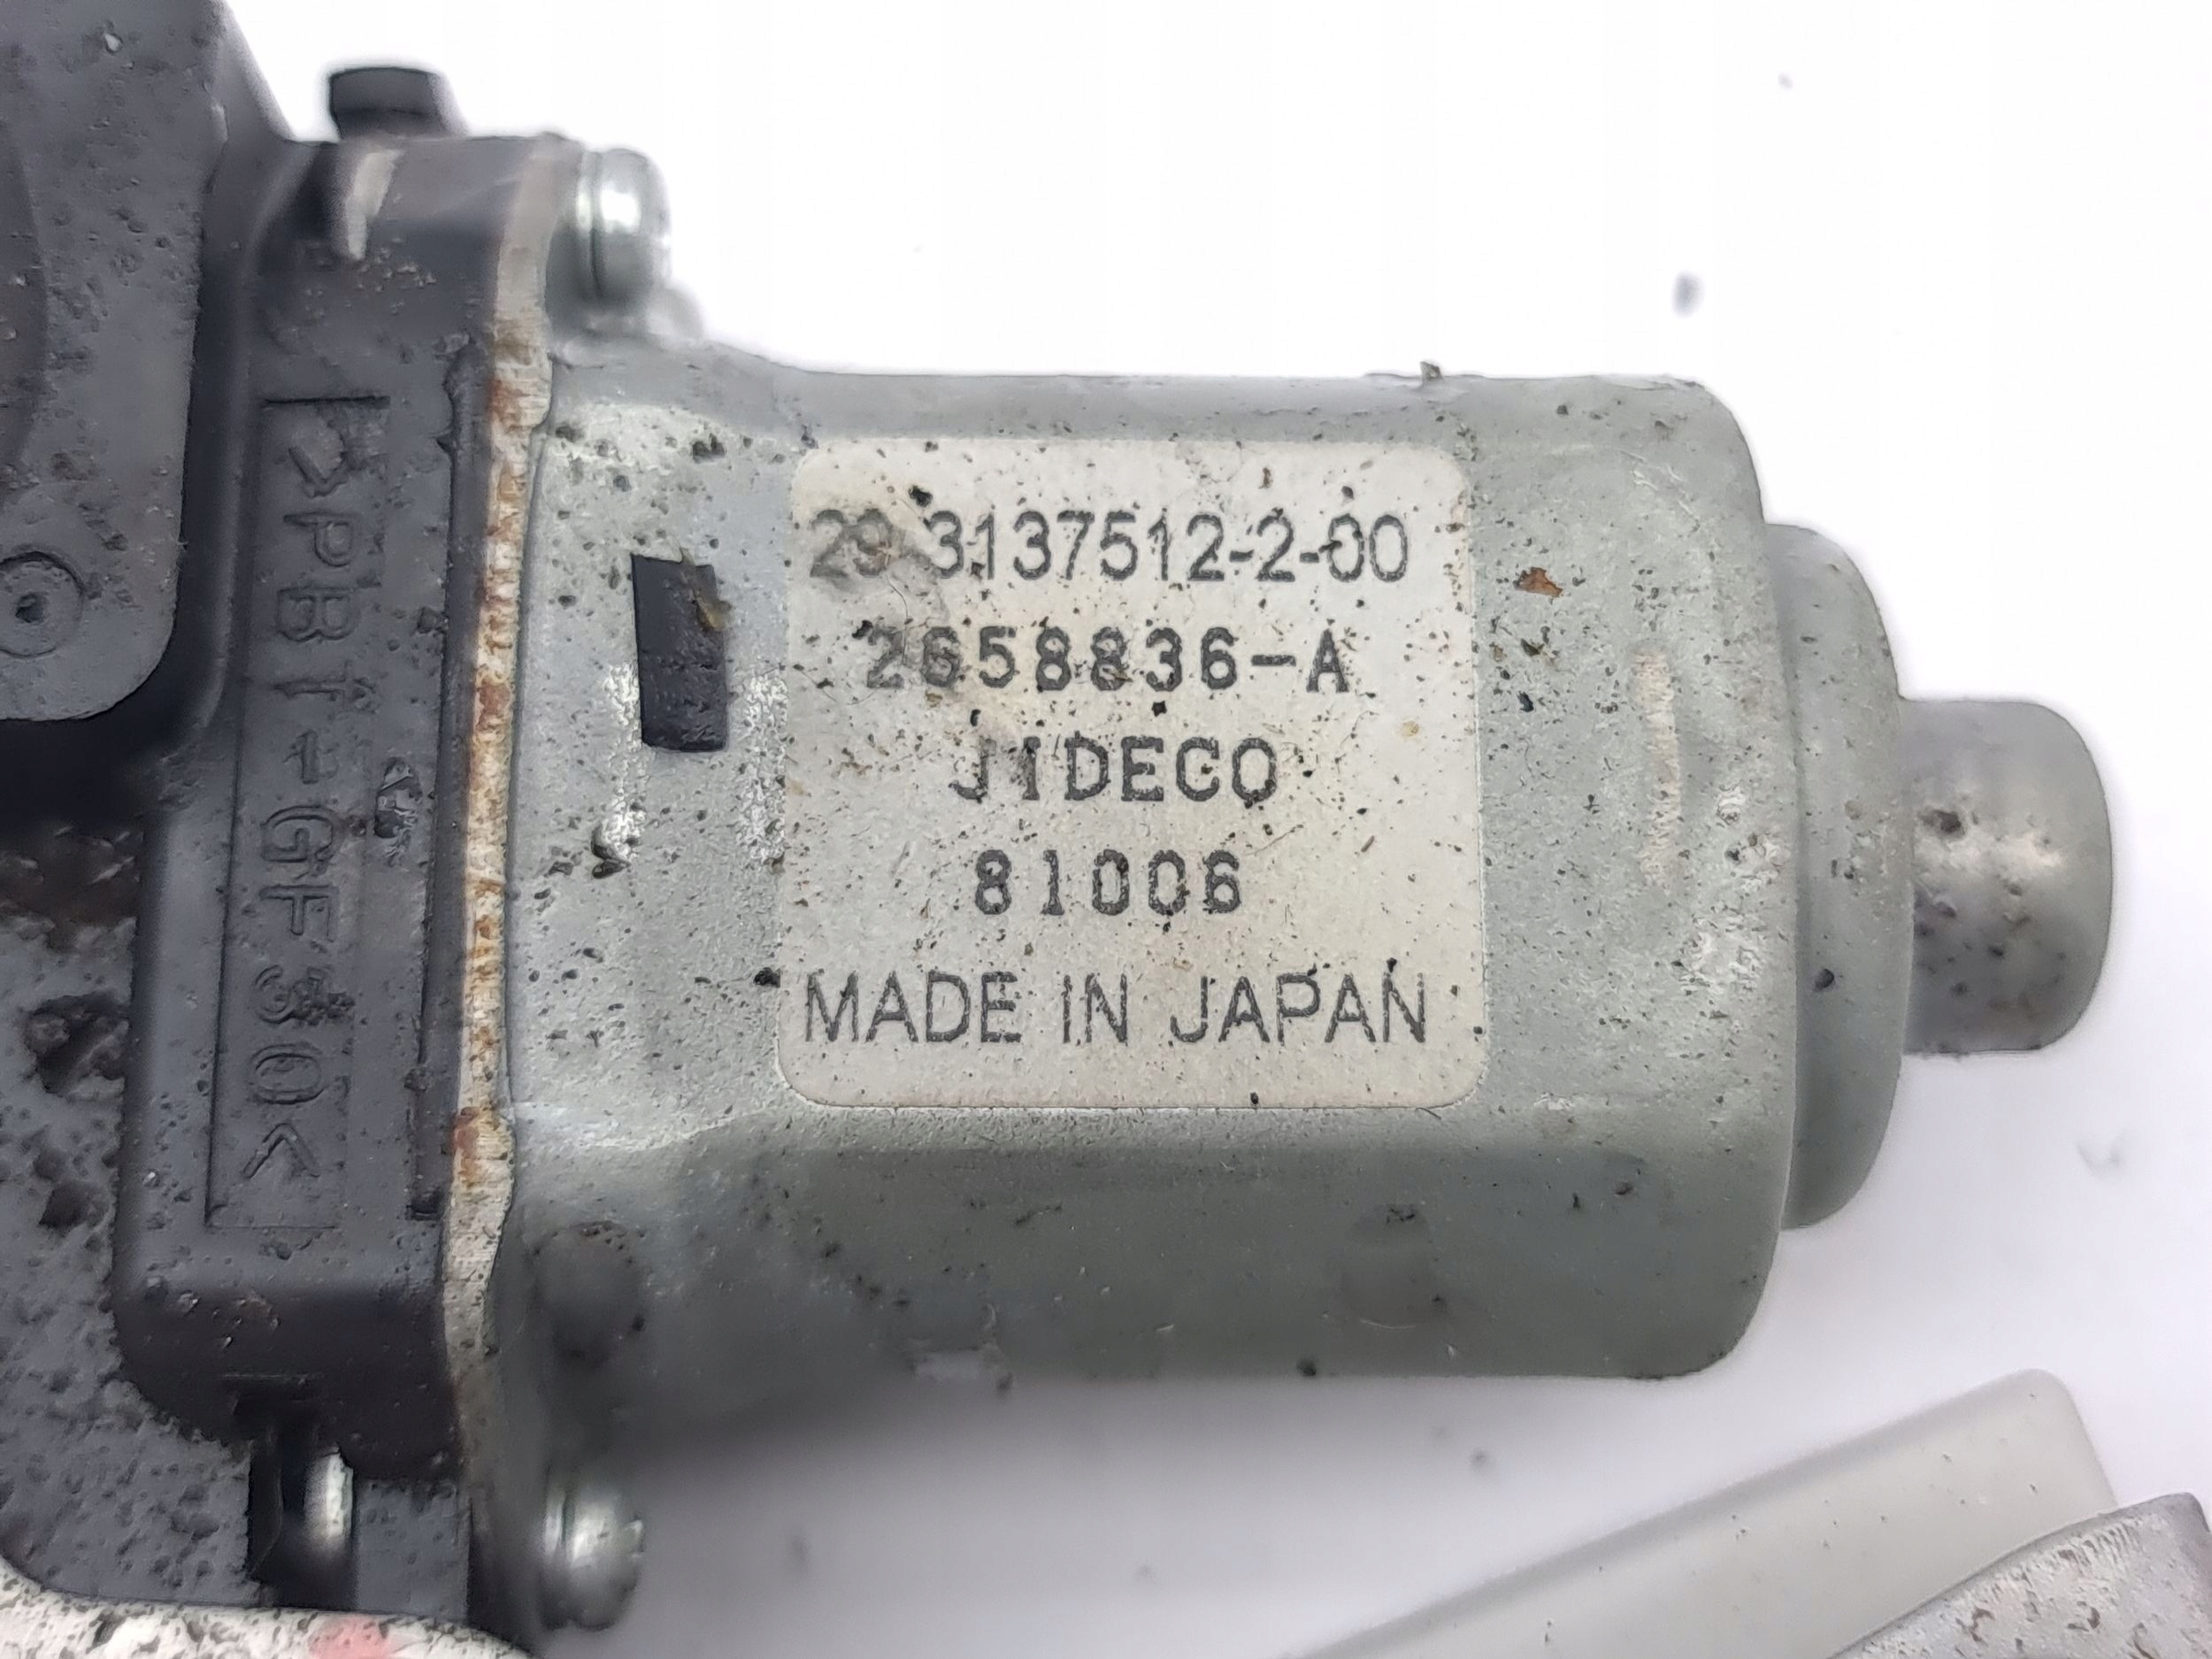 29-3137512-2-00
2658836-A
JIDECO
81006
MADE IN JAPAN
>PBT+GF30<